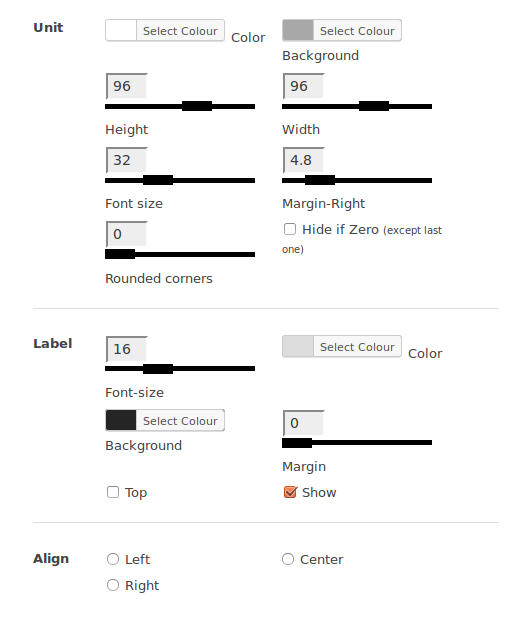 Unit
Select Colour Color
Select Colour
Background
96
Height
96
Width
32
Font size
4.8
Margin-Right
0
Rounded corners
Hide if Zero (except last
one)
Label
16
Font-size
Select Colour Color
Select Colour
Background
0
Margin
Top
Show
Align
Left
Center
Right